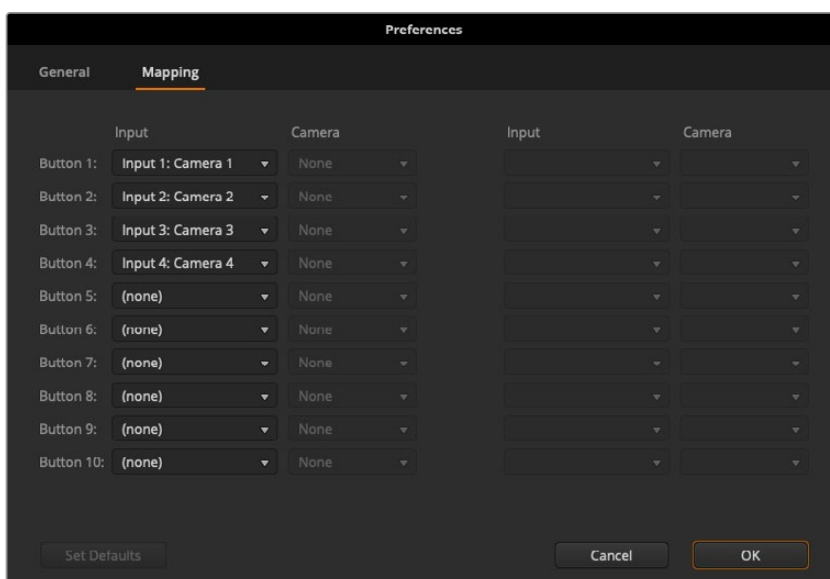 Preferences
General Mapping
Input Camera Input Camera
Button 1: Input 1: Camera 1 None
Button 2: Input 2: Camera 2 None
Button 3: Input 3: Camera 3 None
Button 4: Input 4: Camera 4 None
Button 5: (none) None
Button 6: (none) None
Button 7: (none) None
Button 8: (none) None
Button 9: (none) None
Button 10: (none) None
Set Defaults Cancel OK